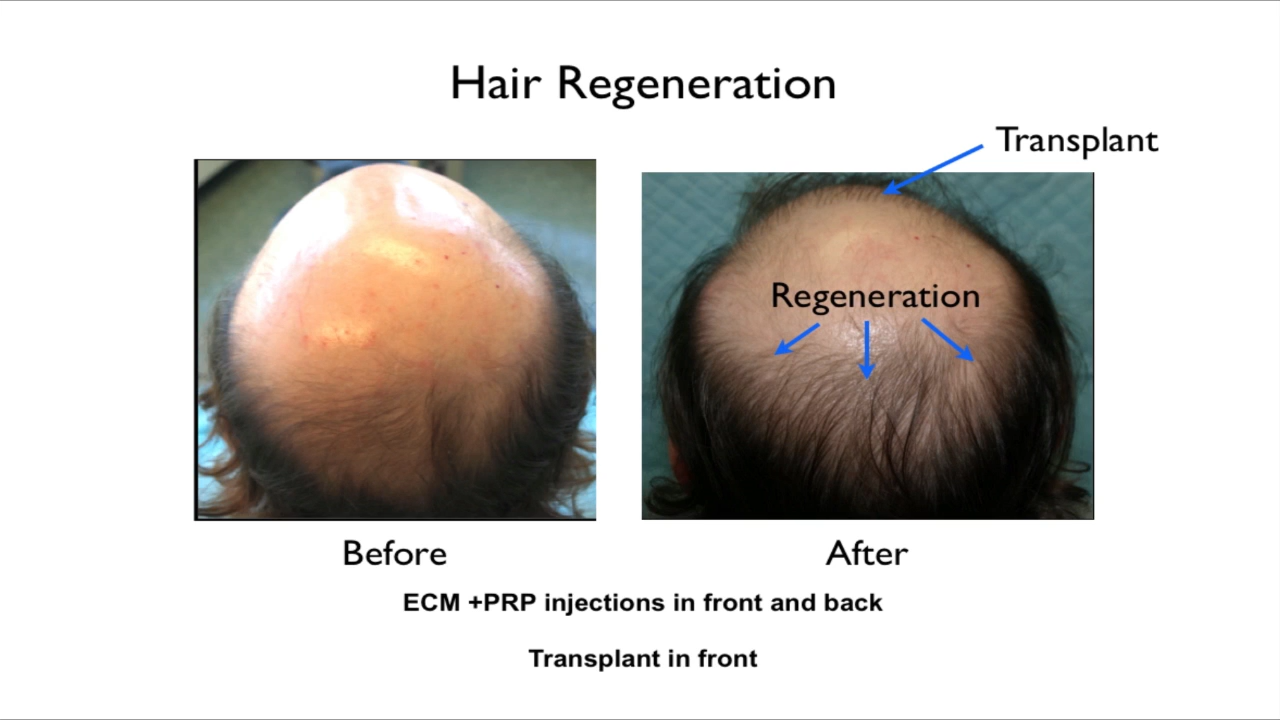 Hair Regeneration
Transplant
Regeneration
Before
After
ECM +PRP injections in front and back
Transplant in front